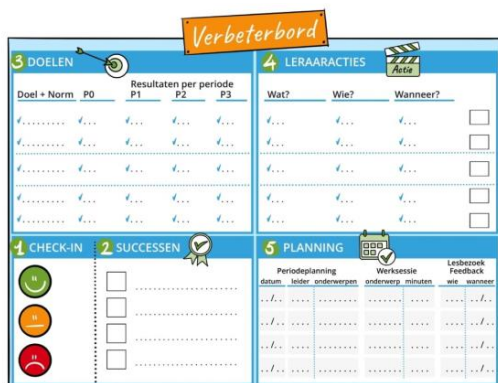 Verbeterbord
3 DOELEN
Resultaten per periode
Doel + Norm P0 P1 P2 P3
4 LERAARACTIES
Actie
Wat? Wie? Wanneer?
1 CHECK-IN
2 SUCCESSEN
5 PLANNING
Periodeplanning Werksessie Lesbezoek
Feedback
datum leider onderwerpen onderwerp minuten wie wanneer